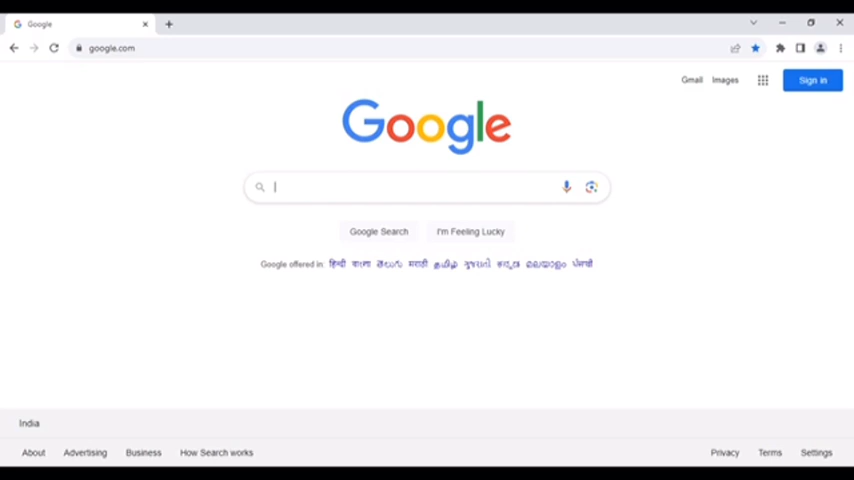 Google
google.com
Gmail Images Sign in
Google
Google Search I'm Feeling Lucky
Google offered in: हिन्दी বাংলা తెలుగు मराठी தமிழ் ગુજરાતી ಕನ್ನಡ മലയാളം ਪੰਜਾਬੀ
India
About Advertising Business How Search works Privacy Terms Settings